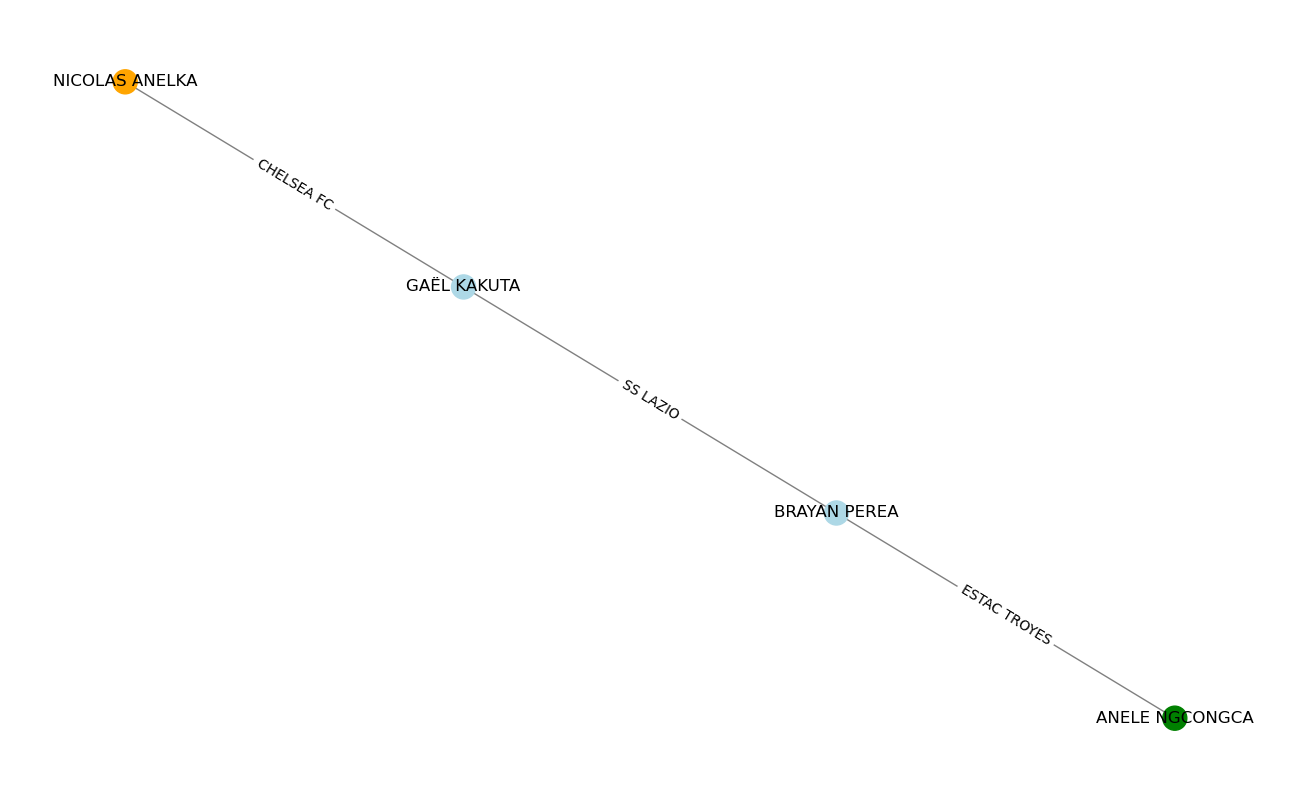 NICOLAS ANELKA
CHELSEA FC
GAËL KAKUTA
SS LAZIO
BRAYAN PEREA
ESTAC TROYES
ANELE NGCONGCA